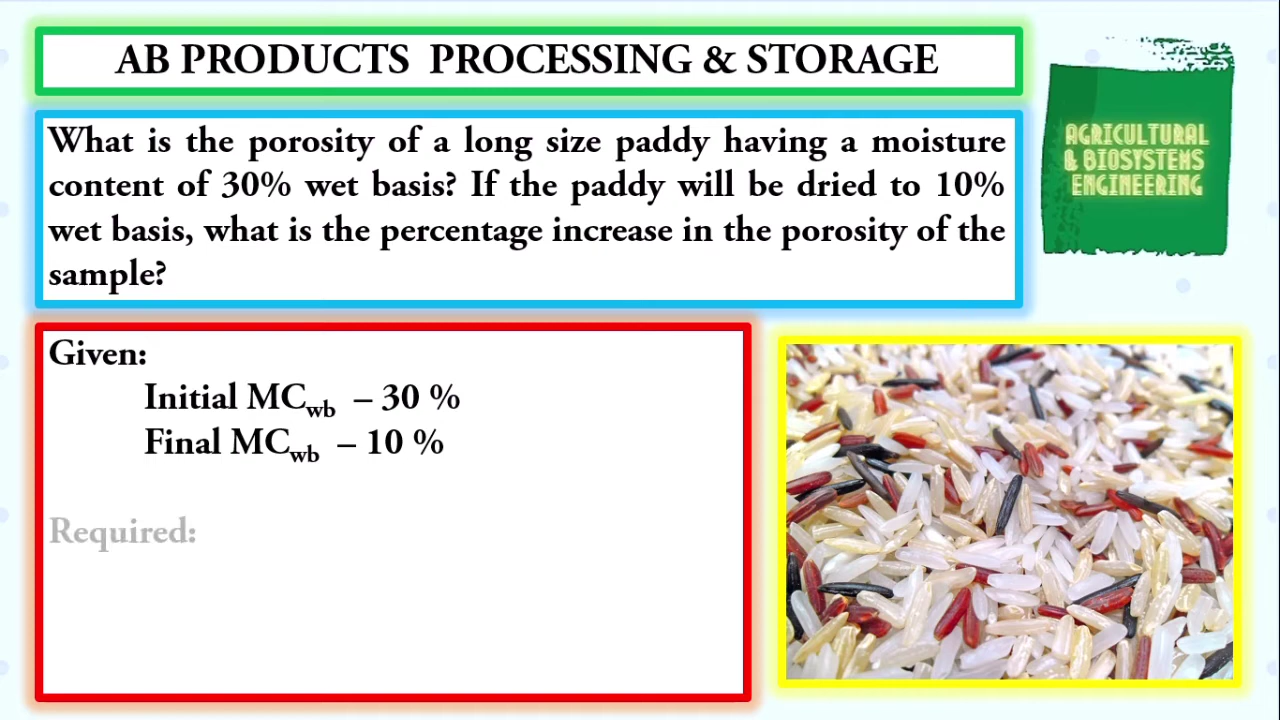 AB PRODUCTS PROCESSING & STORAGE
What is the porosity of a long size paddy having a moisture
content of 30% wet basis? If the paddy will be dried to 10%
wet basis, what is the percentage increase in the porosity of the
sample?
AGRICULTURAL
& BIOSYSTEMS
ENGINEERING
Given:
Initial MCwb – 30 %
Final MCwb – 10 %
Required: